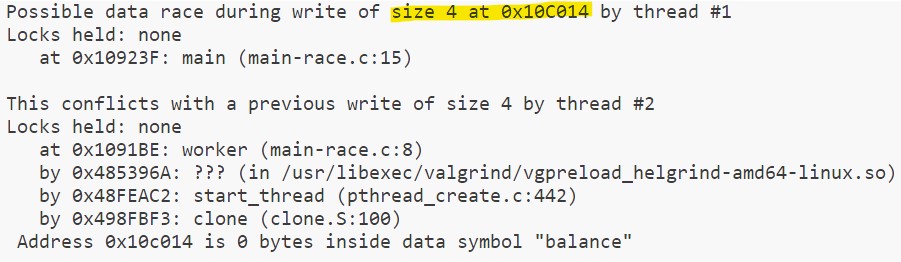 Possible data race during write of size 4 at 0x10C014 by thread #1
Locks held: none
at 0x10923F: main (main-race.c:15)
This conflicts with a previous write of size 4 by thread #2
Locks held: none
at 0x1091BE: worker (main-race.c:8)
by 0x485396A: ??? (in /usr/libexec/valgrind/vgpreload_helgrind-amd64-linux.so)
by 0x48FEAC2: start_thread (pthread_create.c:442)
by 0x498FBF3: clone (clone.S:100)
Address 0x10c014 is 0 bytes inside data symbol "balance"